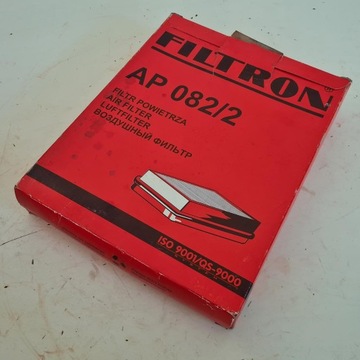 FILTRON
AP 082/2
FILTR POWIETRZA
AIR FILTER
LUFTFILTER
ВОЗДУШНЫЙ ФИЛЬТР
ISO 9001/QS-9000